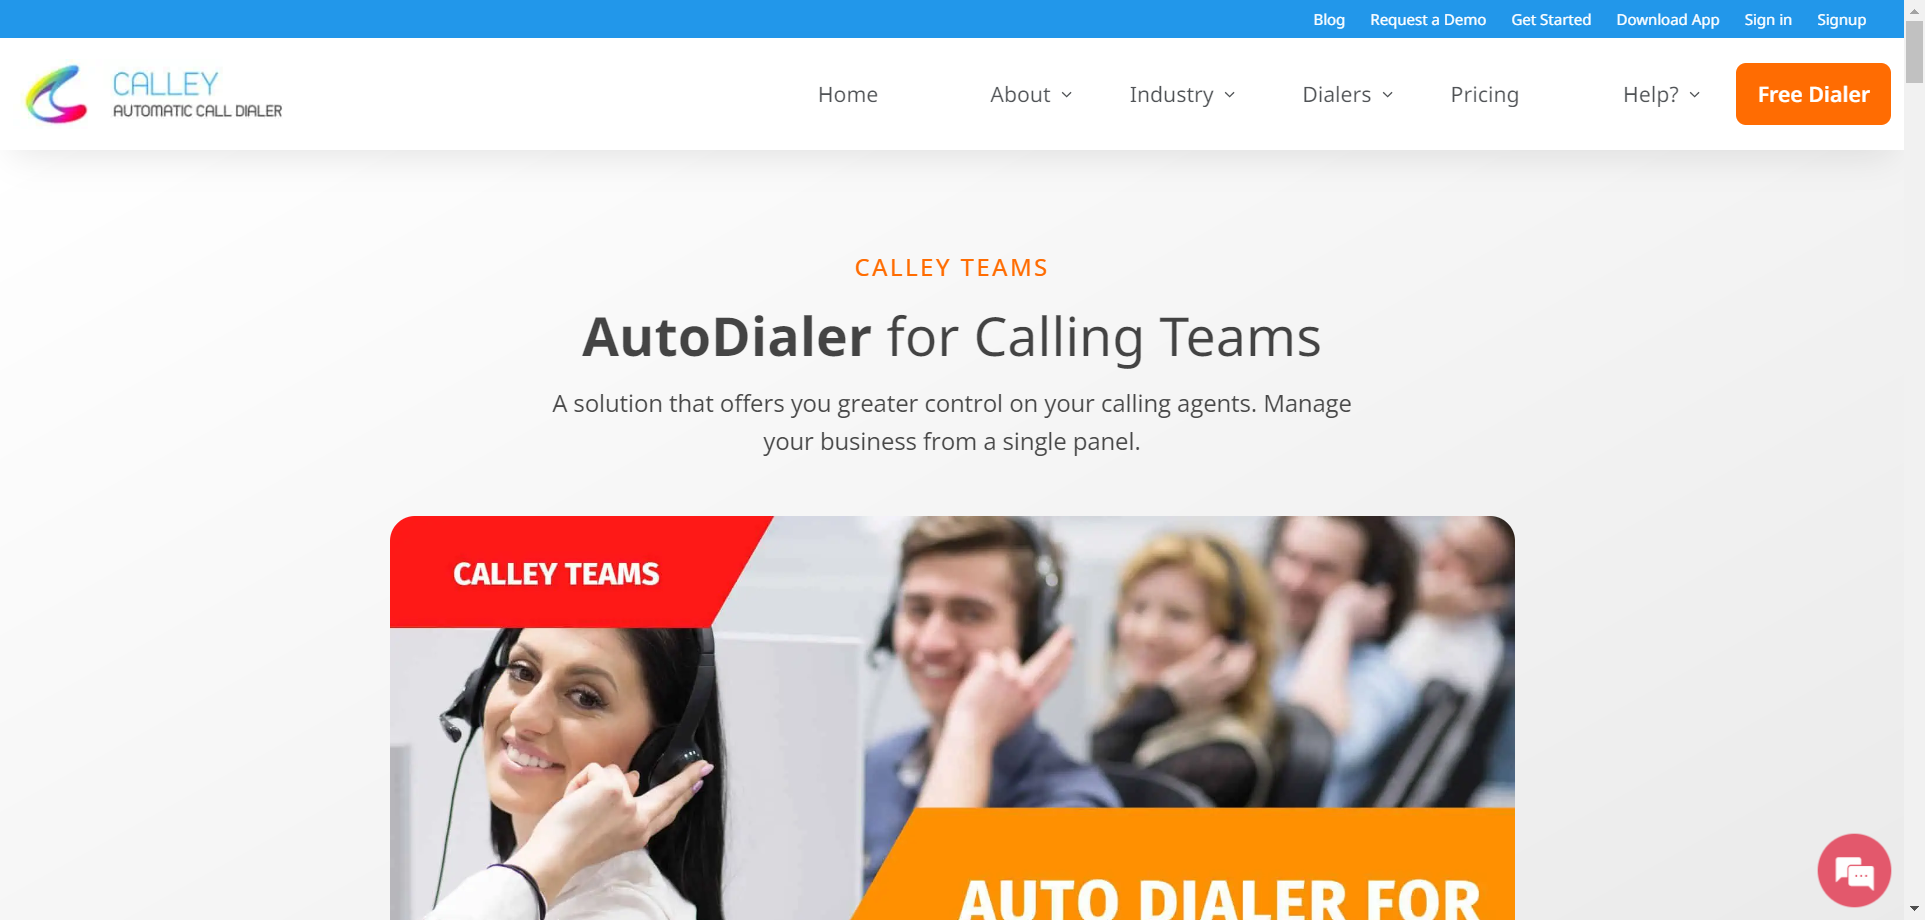 Blog Request a Demo Get Started Download App Sign in Signup
CALLEY
AUTOMATIC CALL DIALER
Home About Industry Dialers Pricing Help? Free Dialer
CALLEY TEAMS
AutoDialer for Calling Teams
A solution that offers you greater control on your calling agents. Manage
your business from a single panel.
CALLEY TEAMS
AUTO DIALER FOR